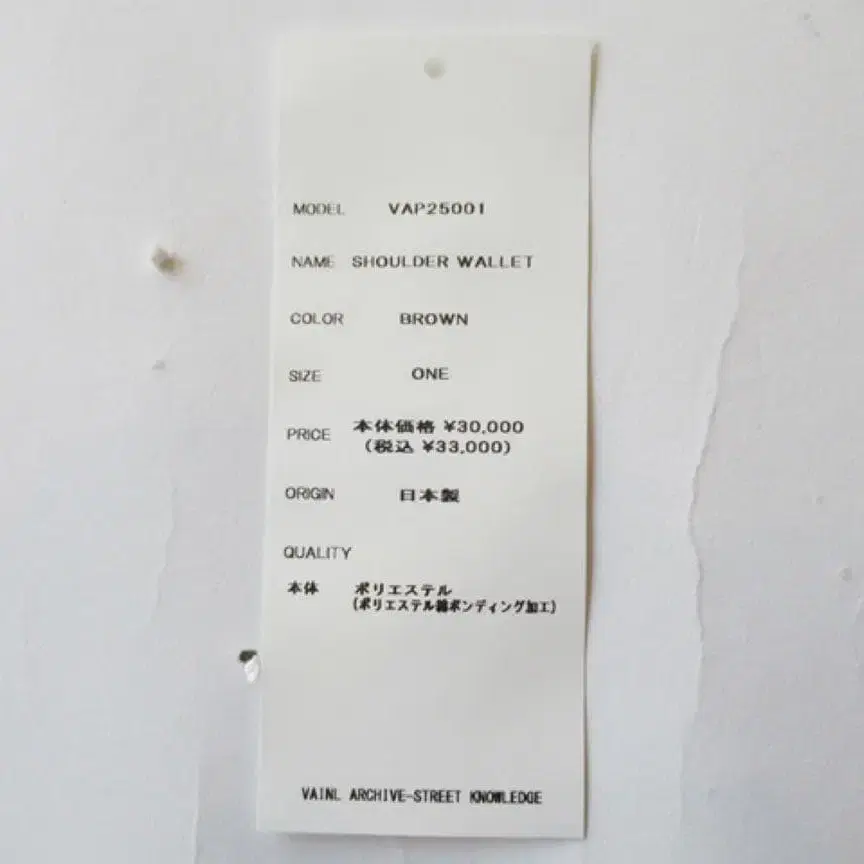 MODEL VAP25001
NAME SHOULDER WALLET
COLOR BROWN
SIZE ONE
PRICE 本体価格 ¥30,000
(税込 ¥33,000)
ORIGIN 日本製
QUALITY
本体 ポリエステル
(ポリエステル綿ボンディング加工)
VAINL ARCHIVE-STREET KNOWLEDGE